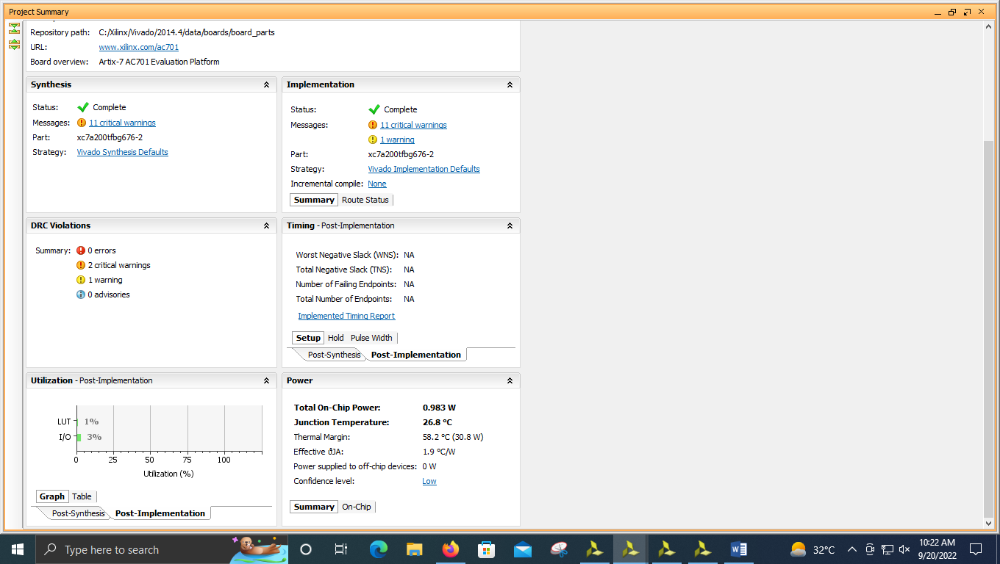 Project Summary
Repository path: C:/Xilinx/Vivado/2014.4/data/boards/board_parts
URL: www.xilinx.com/ac701
Board overview: Artix-7 AC701 Evaluation Platform
Synthesis
Status: Complete
Messages: 11 critical warnings
Part: xc7a200tfbg676-2
Strategy: Vivado Synthesis Defaults
Implementation
Status: Complete
Messages: 11 critical warnings
1 warning
Part: xc7a200tfbg676-2
Strategy: Vivado Implementation Defaults
Incremental compile: None
Summary Route Status
DRC Violations
Summary: 0 errors
2 critical warnings
1 warning
0 advisories
Timing - Post-Implementation
Worst Negative Slack (WNS): NA
Total Negative Slack (TNS): NA
Number of Failing Endpoints: NA
Total Number of Endpoints: NA
Implemented Timing Report
Setup Hold Pulse Width
Post-Synthesis Post-Implementation
Utilization - Post-Implementation
LUT 1%
I/O 3%
0 25 50 75 100
Utilization (%)
Graph Table
Post-Synthesis Post-Implementation
Power
Total On-Chip Power: 0.983 W
Junction Temperature: 26.8 °C
Thermal Margin: 58.2 °C (30.8 W)
Effective ϑJA: 1.9 °C/W
Power supplied to off-chip devices: 0 W
Confidence level: Low
Summary On-Chip
Type here to search
32°C
10:22 AM
9/20/2022